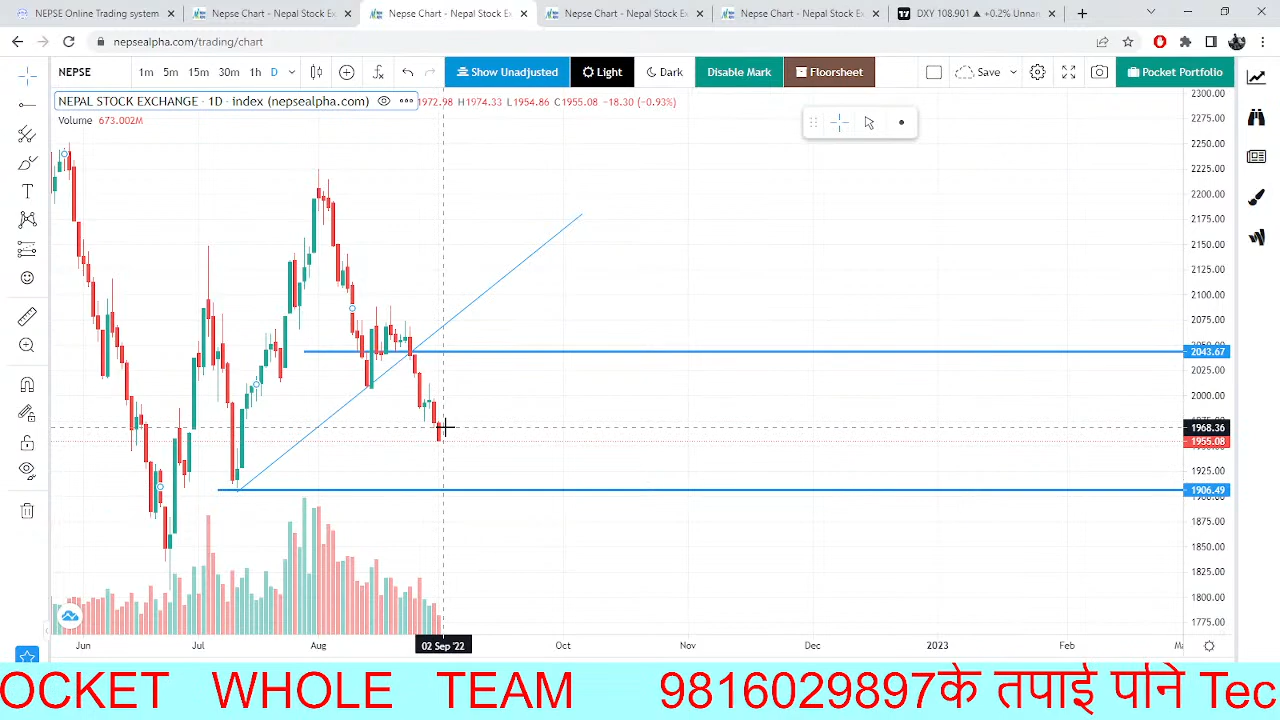 NEPSE Online Trading system
Nepse Chart - Nepal Stock Ex
Nepse Chart - Nepal Stock Ex
Nepse Chart - Nepal Stock Ex
Nepse Chart - Nepal Stock Ex
DXY 108.901 ▲ +0.2% Unnar
nepsealpha.com/trading/chart
NEPSE 1m 5m 15m 30m 1h D Show Unadjusted Light Dark Disable Mark Floorsheet Save Pocket Portfolio
NEPAL STOCK EXCHANGE · 1D · index (nepsealpha.com) 1972.98 H1974.33 L1954.86 C1955.08 −18.30 (−0.93%)
Volume 673.002M
2300.00
2275.00
2250.00
2225.00
2200.00
2175.00
2150.00
2125.00
2100.00
2075.00
2043.67
2025.00
2000.00
1968.36
1955.08
1925.00
1906.49
1875.00
1850.00
1825.00
1800.00
1775.00
Jun Jul Aug 02 Sep '22 Oct Nov Dec 2023 Feb
OCKET WHOLE TEAM 9816029897के तपाई पनि Tec